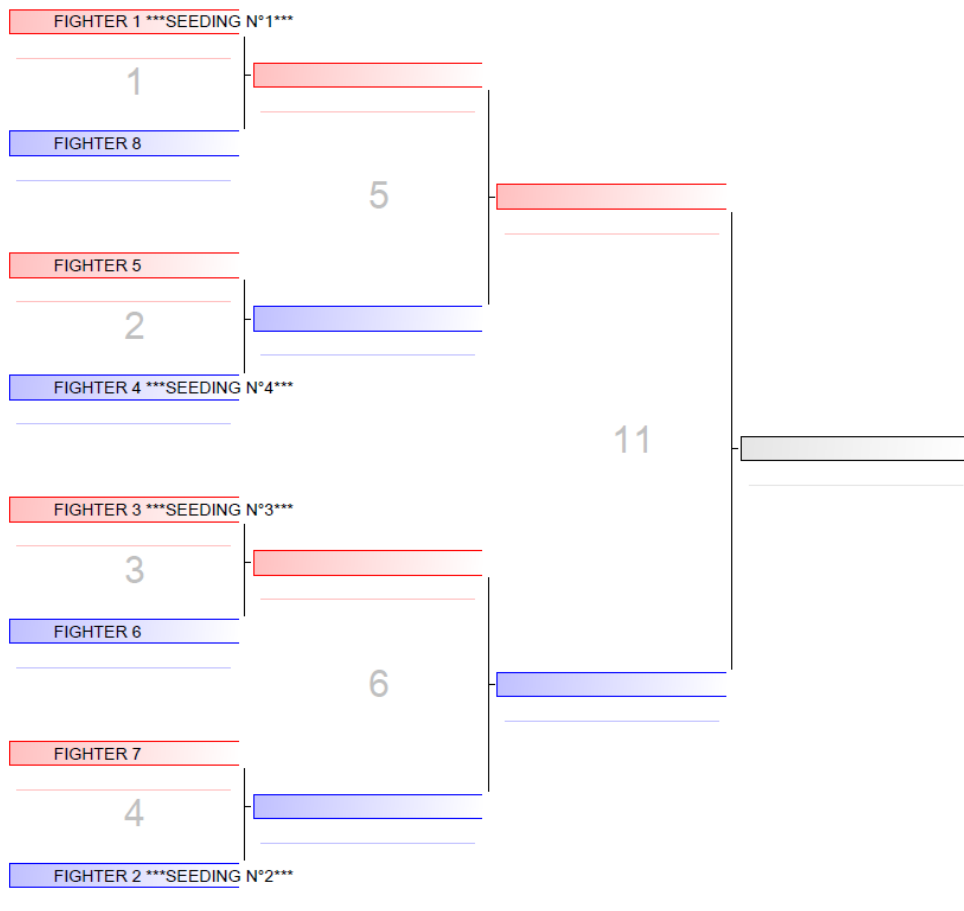 FIGHTER 1 ***SEEDING N°1***
1
FIGHTER 8
5
FIGHTER 5
2
FIGHTER 4 ***SEEDING N°4***
11
FIGHTER 3 ***SEEDING N°3***
3
FIGHTER 6
6
FIGHTER 7
4
FIGHTER 2 ***SEEDING N°2***